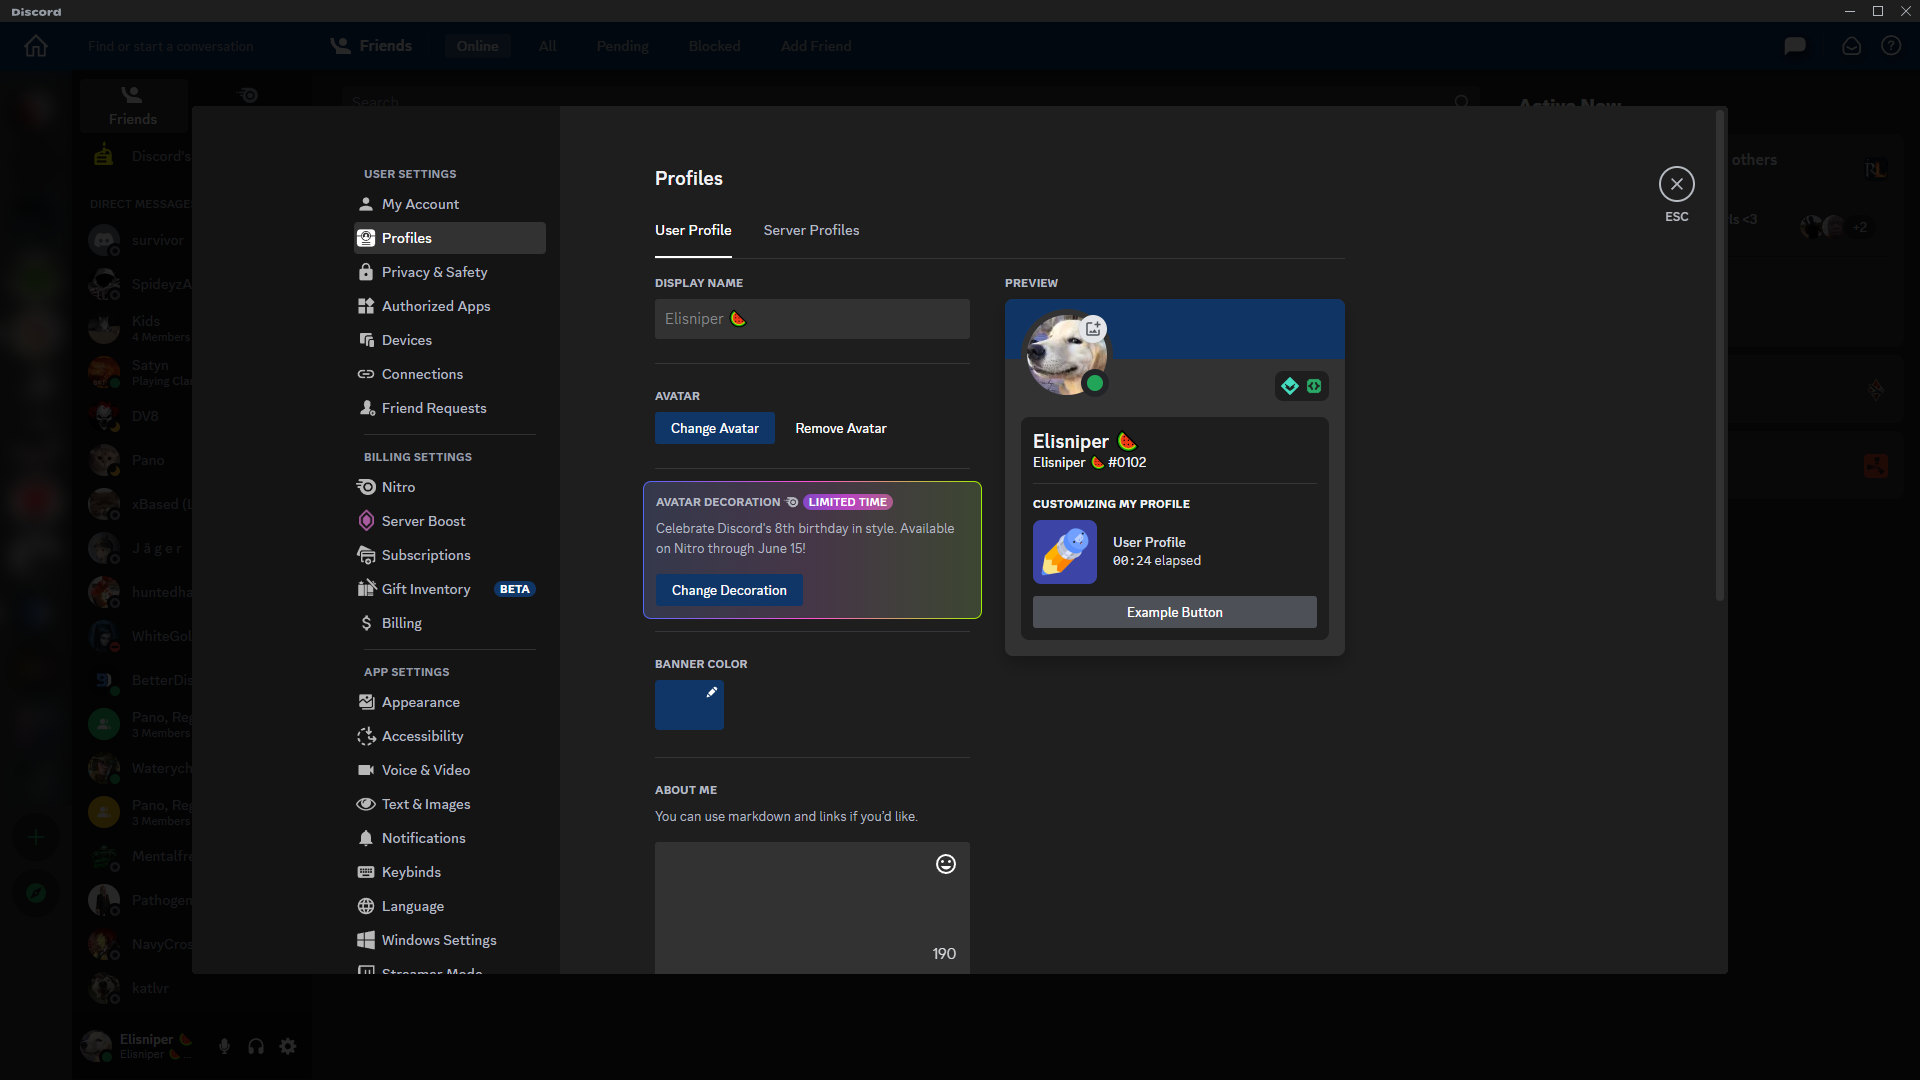 Discord
Find or start a conversation
Friends
Online
All
Pending
Blocked
Add Friend
Friends
Search
Active Now
Discord's
DIRECT MESSAGES
survivor
SpideyzA
Kids
4 Members
Satyn
Playing Cla
DV8
Pano
xBased (L
J ā g e r
huntedha
WhiteGol
BetterDis
Pano, Reg
3 Members
Waterych
Pano, Reg
3 Members
Mentalfre
Pathogen
NavyCros
katlvr
Elisniper 🍉
Elisniper 🍉 ...
USER SETTINGS
My Account
Profiles
Privacy & Safety
Authorized Apps
Devices
Connections
Friend Requests
BILLING SETTINGS
Nitro
Server Boost
Subscriptions
Gift Inventory
BETA
Billing
APP SETTINGS
Appearance
Accessibility
Voice & Video
Text & Images
Notifications
Keybinds
Language
Windows Settings
Streamer Mode
Profiles
User Profile
Server Profiles
DISPLAY NAME
Elisniper 🍉
AVATAR
Change Avatar
Remove Avatar
AVATAR DECORATION
LIMITED TIME
Celebrate Discord's 8th birthday in style. Available
on Nitro through June 15!
Change Decoration
BANNER COLOR
ABOUT ME
You can use markdown and links if you'd like.
190
PREVIEW
Elisniper 🍉
Elisniper 🍉 #0102
CUSTOMIZING MY PROFILE
User Profile
00:24 elapsed
Example Button
ESC
others
ls <3
+2